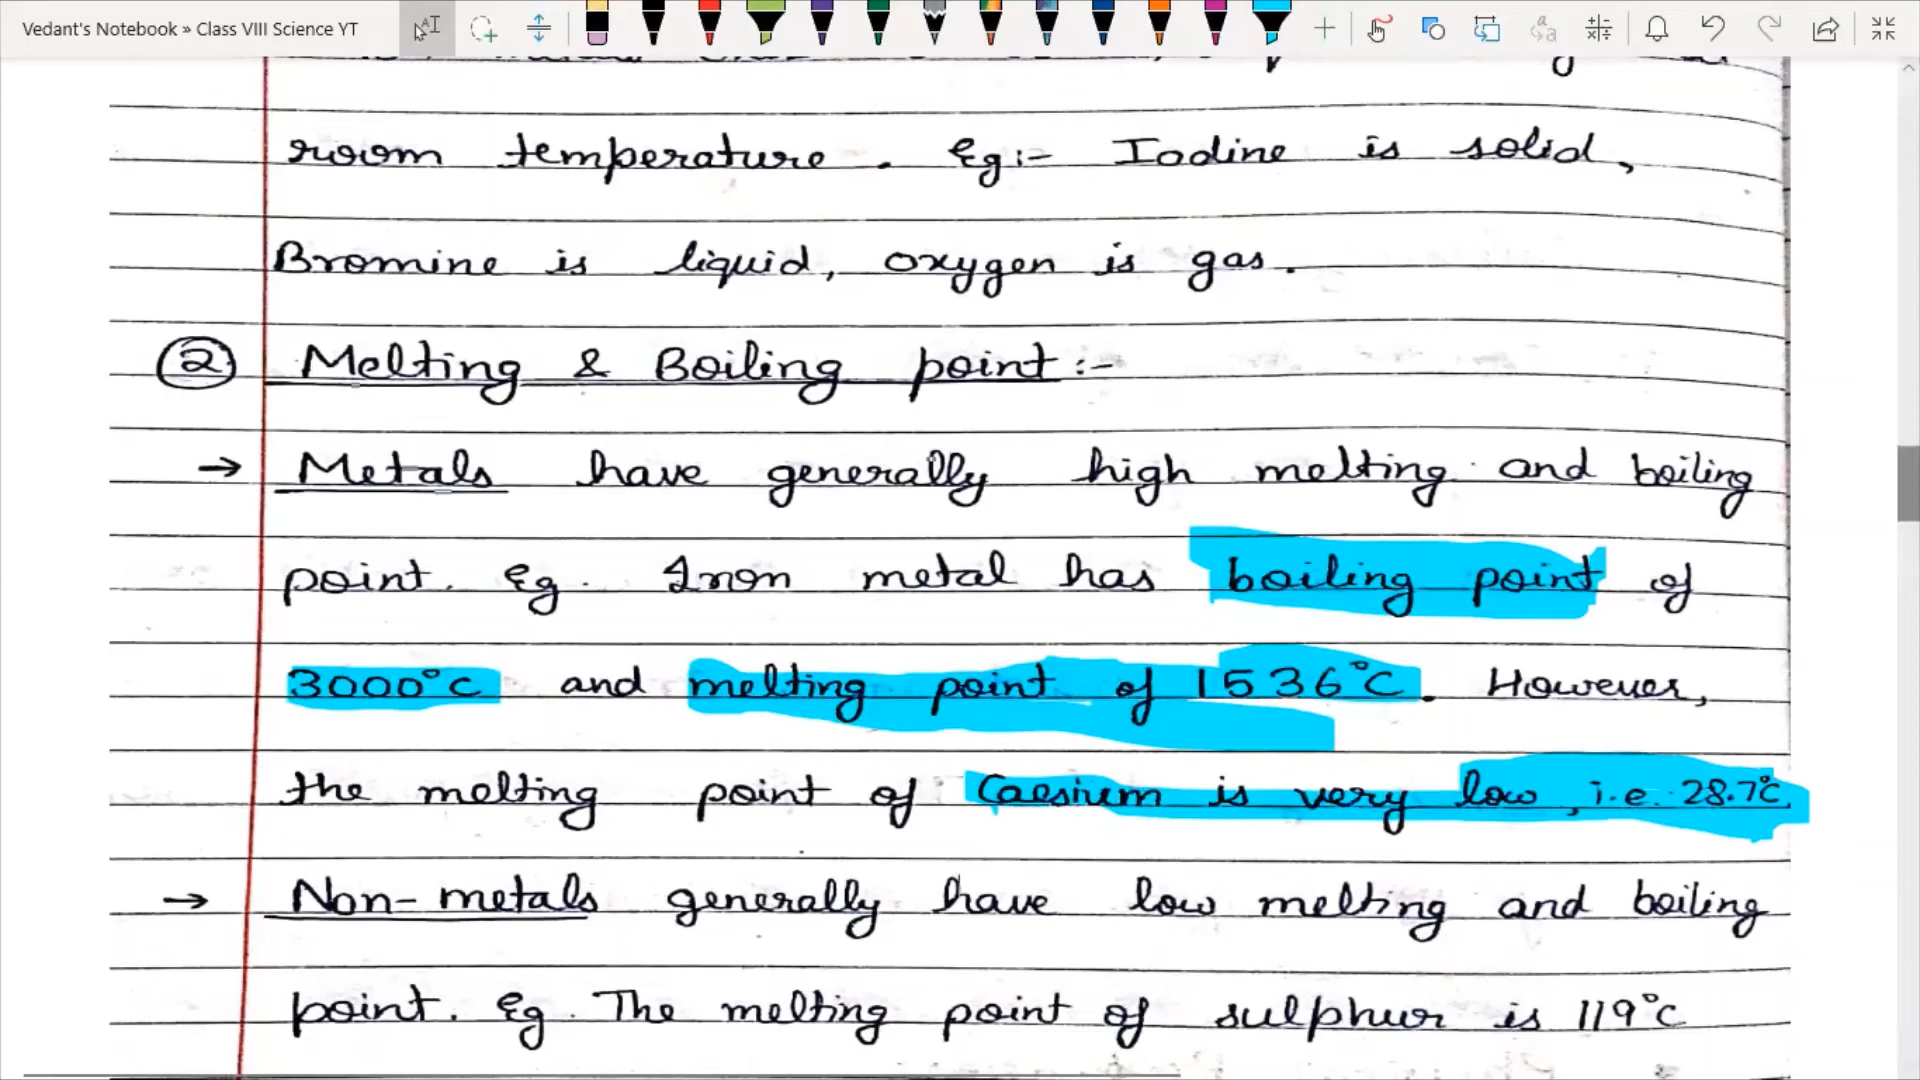 Vedant's Notebook » Class VIII Science YT
room temperature. Eg:- Iodine is solid,
Bromine is liquid, oxygen is gas.
② Melting & Boiling point:-
→ Metals have generally high melting and boiling
point. Eg. Iron metal has boiling point of
3000°C and melting point of 1536°C. However,
the melting point of Caesium is very low, i.e. 28.7°C.
→ Non-metals generally have low melting and boiling
point. Eg. The melting point of sulphur is 119°C